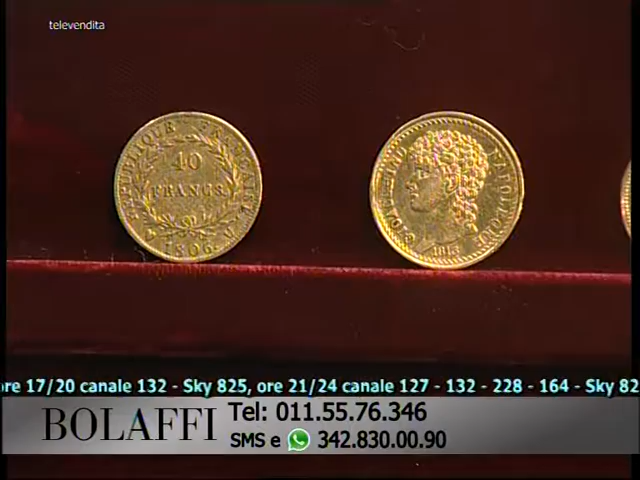 televendita
REPUBLIQUE FRANÇAISE.
40
FRANCS.
1806.
GIOACCHINO NAPOLEONE
1813
ore 17/20 canale 132 - Sky 825, ore 21/24 canale 127 - 132 - 228 - 164 - Sky 82
BOLAFFI
Tel: 011.55.76.346
SMS e 342.830.00.90